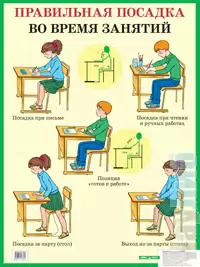 ПРАВИЛЬНАЯ ПОСАДКА
ВО ВРЕМЯ ЗАНЯТИЙ
Посадка при письме
Посадка при чтении
и ручных работах
Позиция
«готов к работе»
Посадка за парту (стол)
Выход из-за парты (стола)